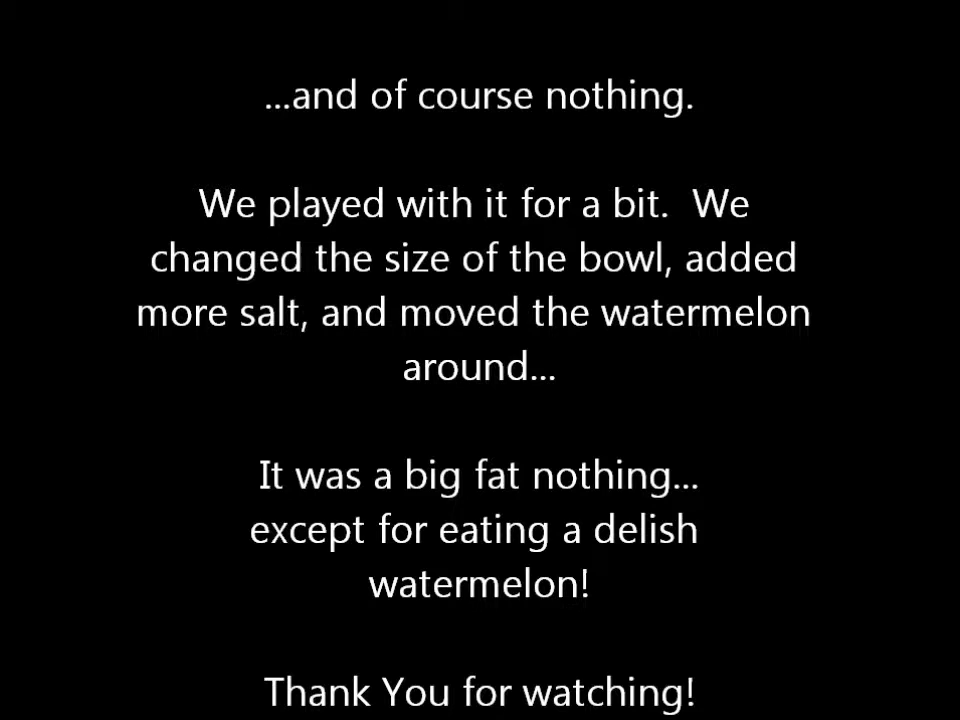 ...and of course nothing.
We played with it for a bit.  We
changed the size of the bowl, added
more salt, and moved the watermelon
around...
It was a big fat nothing...
except for eating a delish
watermelon!
Thank You for watching!